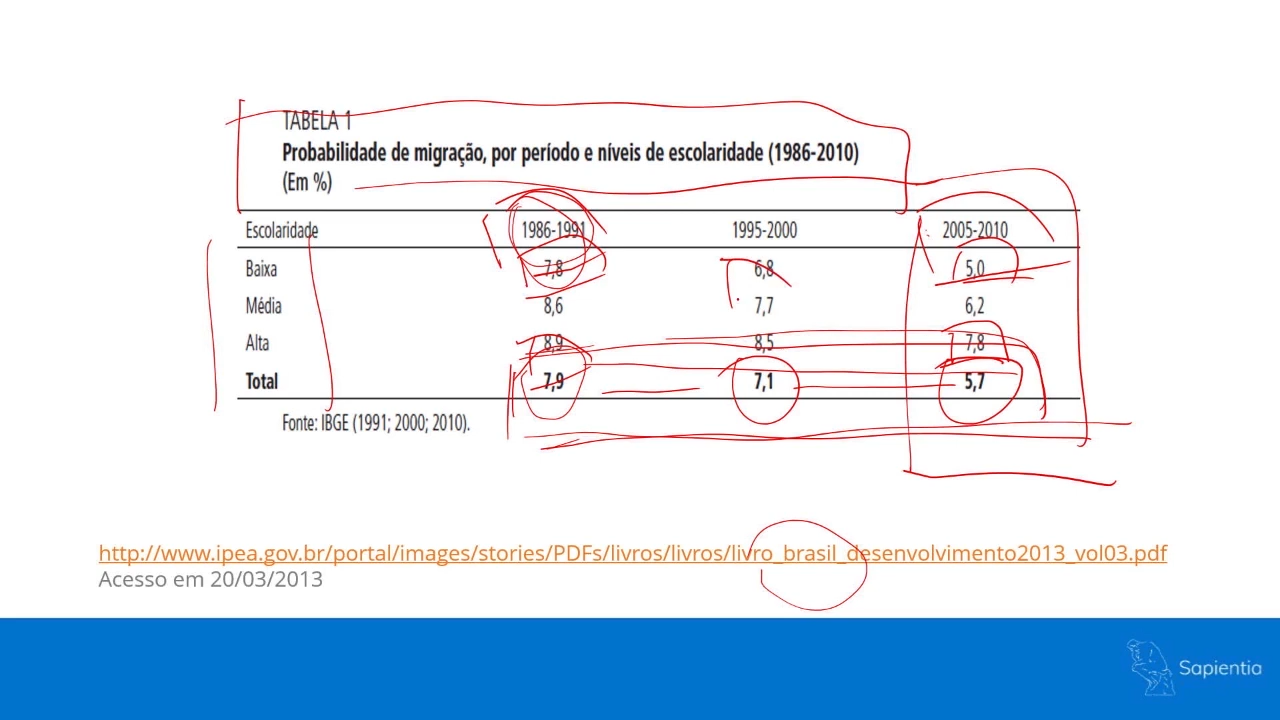 TABELA 1
Probabilidade de migração, por período e níveis de escolaridade (1986-2010)
(Em %)
Escolaridade 1986-1991 1995-2000 2005-2010
Baixa 7,8 6,8 5,0
Média 8,6 7,7 6,2
Alta 8,9 8,5 7,8
Total 7,9 7,1 5,7
Fonte: IBGE (1991; 2000; 2010).
http://www.ipea.gov.br/portal/images/stories/PDFs/livros/livros/livro_brasil_desenvolvimento2013_vol03.pdf
Acesso em 20/03/2013
Sapientia